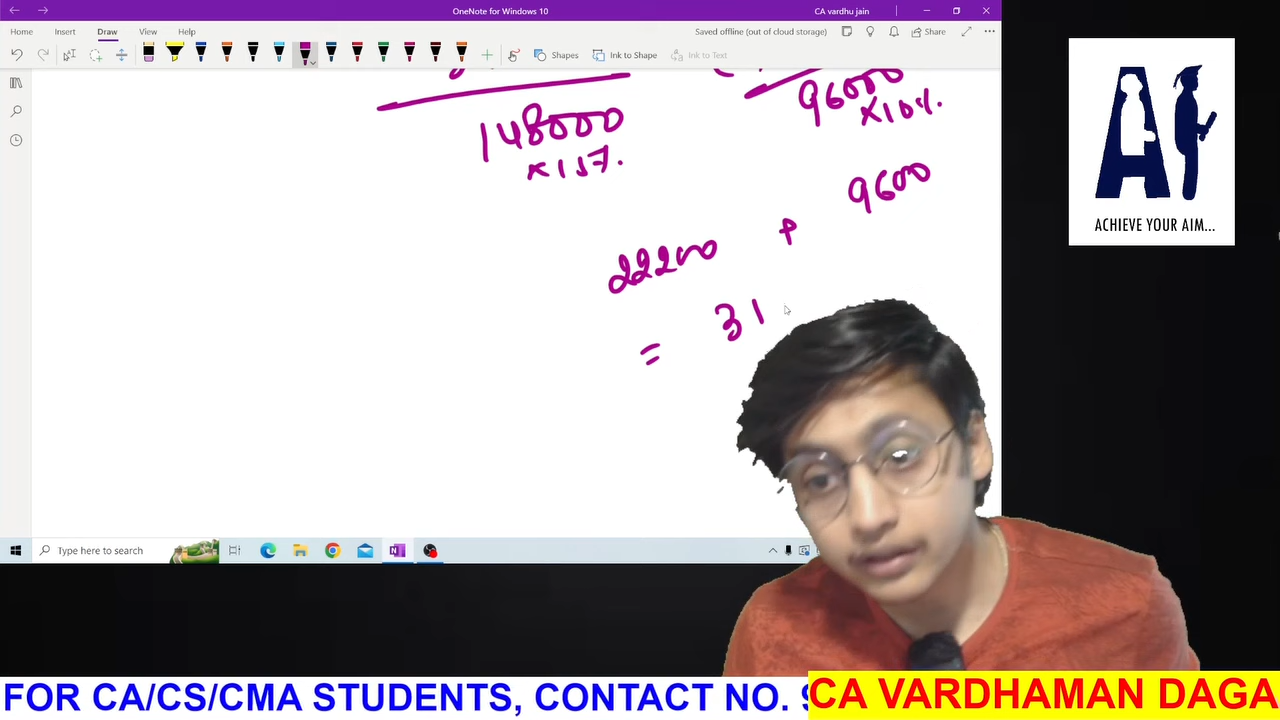 OneNote for Windows 10
CA vardhu jain
Home Insert Draw View Help
Saved offline (out of cloud storage)
Share
Shapes
Ink to Shape
Ink to Text
148000
×15%.
96000
×10%.
22200 + 9600
= 31
ACHIEVE YOUR AIM...
Type here to search
FOR CA/CS/CMA STUDENTS, CONTACT NO. 9
CA VARDHAMAN DAGA